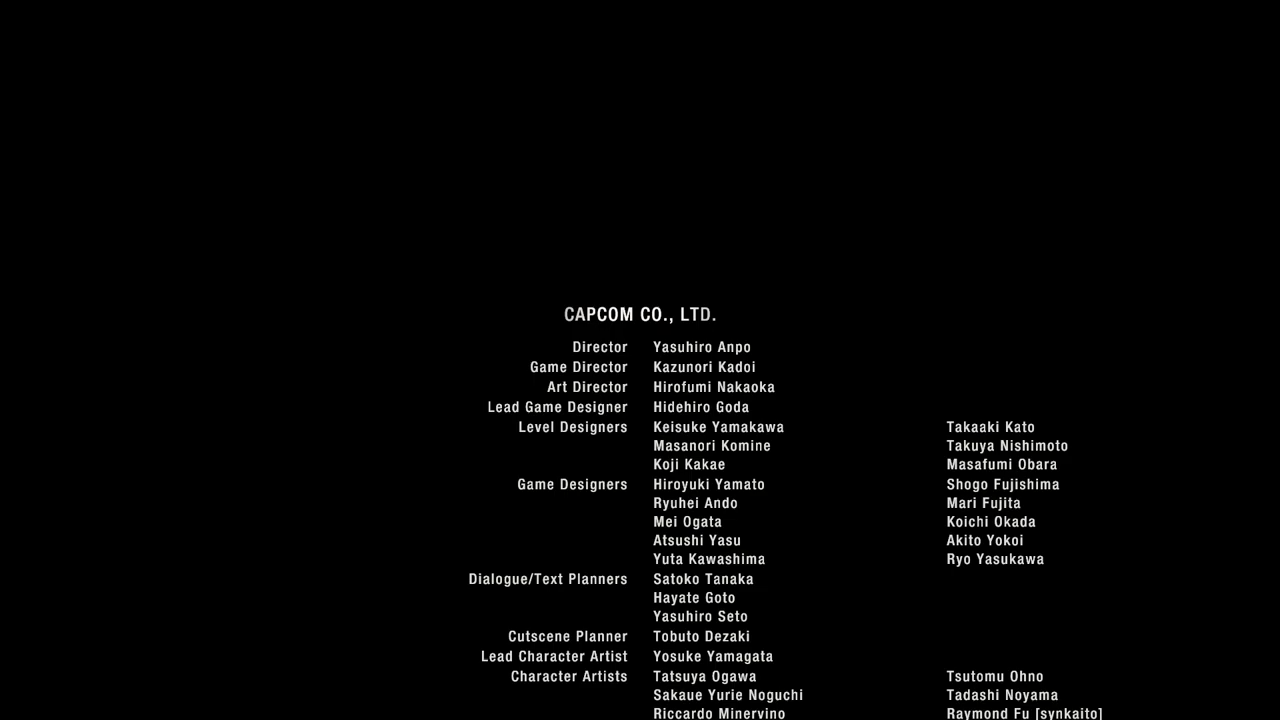 CAPCOM CO., LTD.
Director Yasuhiro Anpo
Game Director Kazunori Kadoi
Art Director Hirofumi Nakaoka
Lead Game Designer Hidehiro Goda
Level Designers Keisuke Yamakawa Takaaki Kato
Masanori Komine Takuya Nishimoto
Koji Kakae Masafumi Obara
Game Designers Hiroyuki Yamato Shogo Fujishima
Ryuhei Ando Mari Fujita
Mei Ogata Koichi Okada
Atsushi Yasu Akito Yokoi
Yuta Kawashima Ryo Yasukawa
Dialogue/Text Planners Satoko Tanaka
Hayate Goto
Yasuhiro Seto
Cutscene Planner Tobuto Dezaki
Lead Character Artist Yosuke Yamagata
Character Artists Tatsuya Ogawa Tsutomu Ohno
Sakaue Yurie Noguchi Tadashi Noyama
Riccardo Minervino Raymond Fu [synkaito]